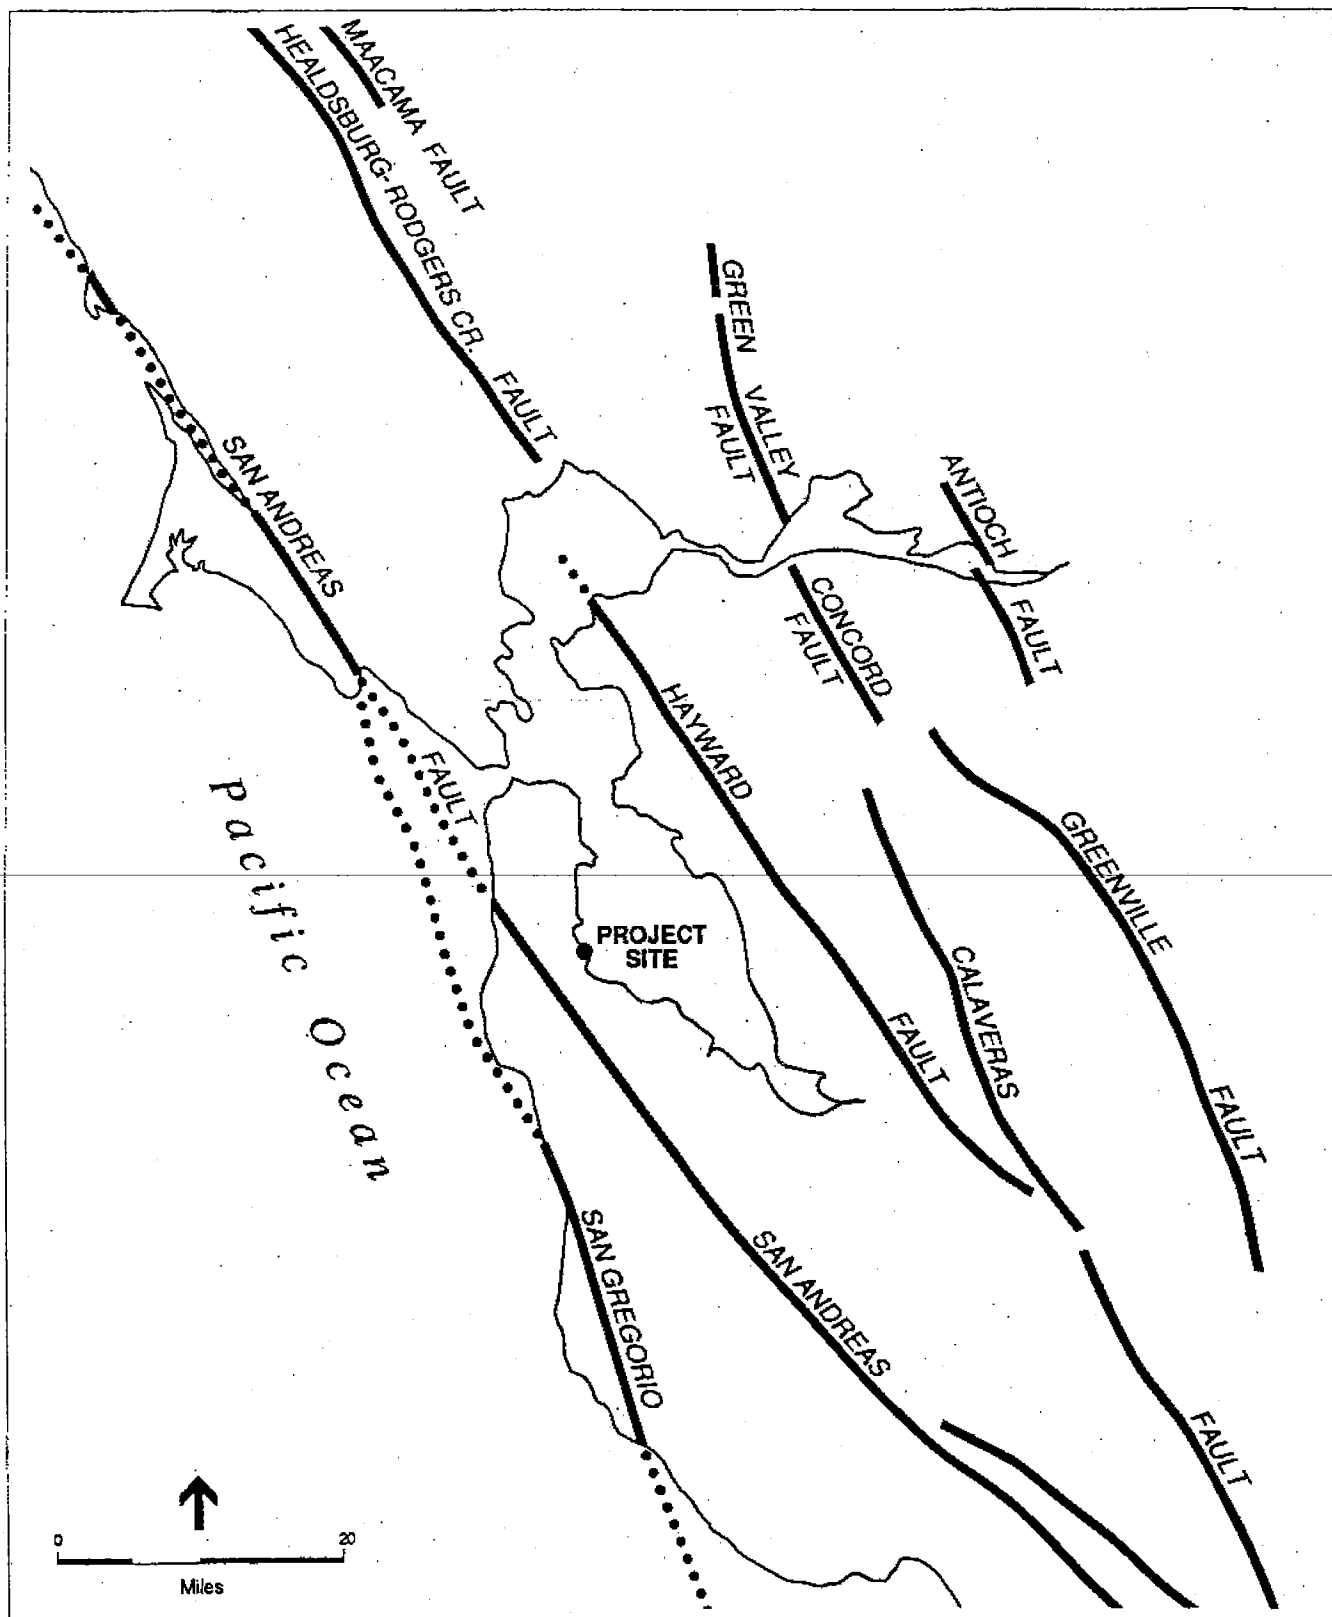 MAACAMA FAULT
HEALDSBURG-RODGERS CR. FAULT
GREEN VALLEY
FAULT
ANTIOCH FAULT
SAN ANDREAS FAULT
CONCORD
FAULT
HAYWARD FAULT
GREENVILLE FAULT
CALAVERAS FAULT
Pacific Ocean
PROJECT
SITE
SAN GREGORIO
SAN ANDREAS
0 20
Miles